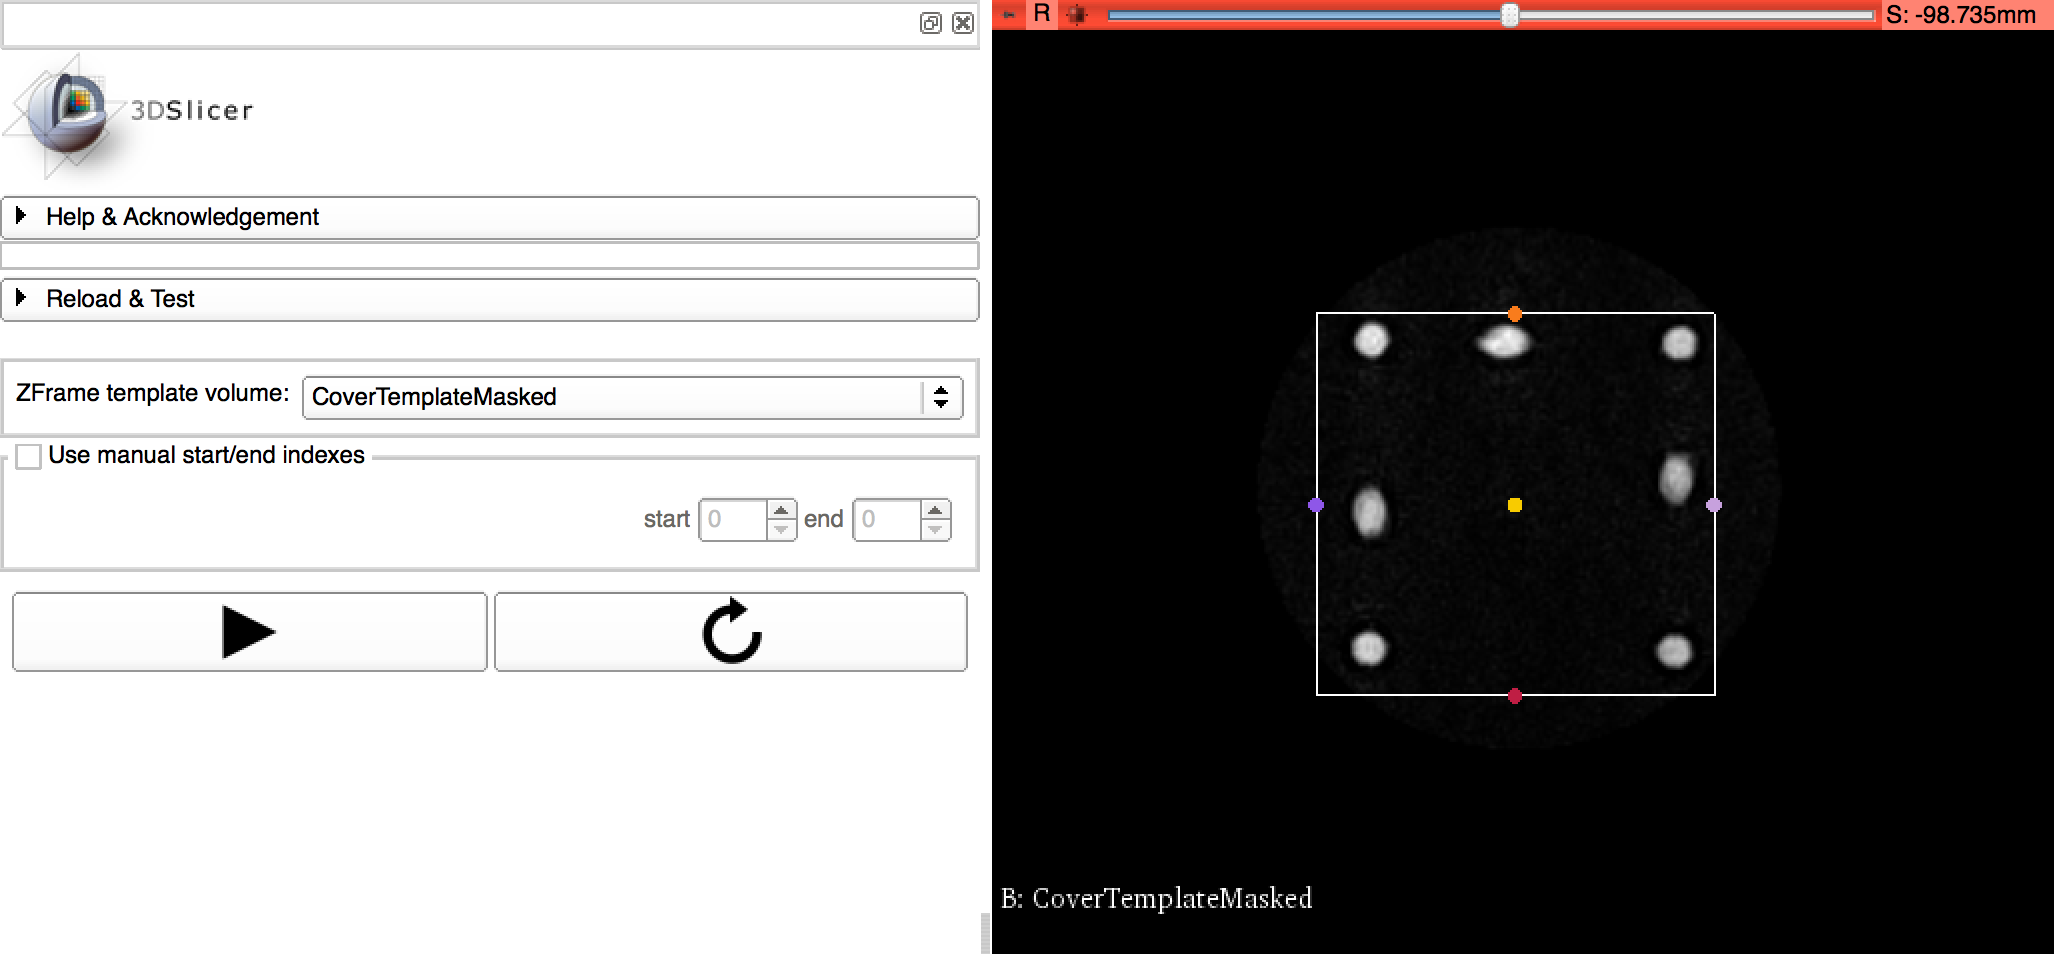 3DSlicer
Help & Acknowledgement
Reload & Test
ZFrame template volume: CoverTemplateMasked
Use manual start/end indexes
start 0 end 0
R S: -98.735mm
B: CoverTemplateMasked